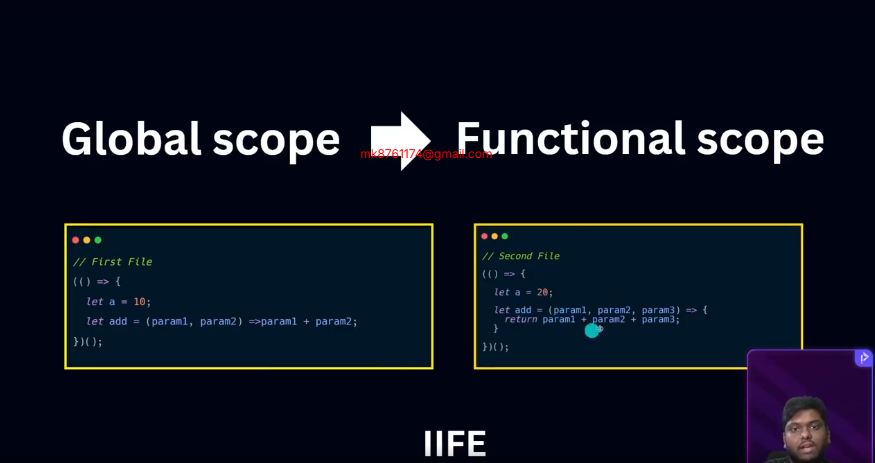 Global scope
Functional scope
mk8761174@gmail.com
// First File
(() => {
let a = 10;
let add = (param1, param2) =>param1 + param2;
})();
// Second File
(() => {
let a = 20;
let add = (param1, param2, param3) => {
return param1 + param2 + param3;
}
})();
IIFE